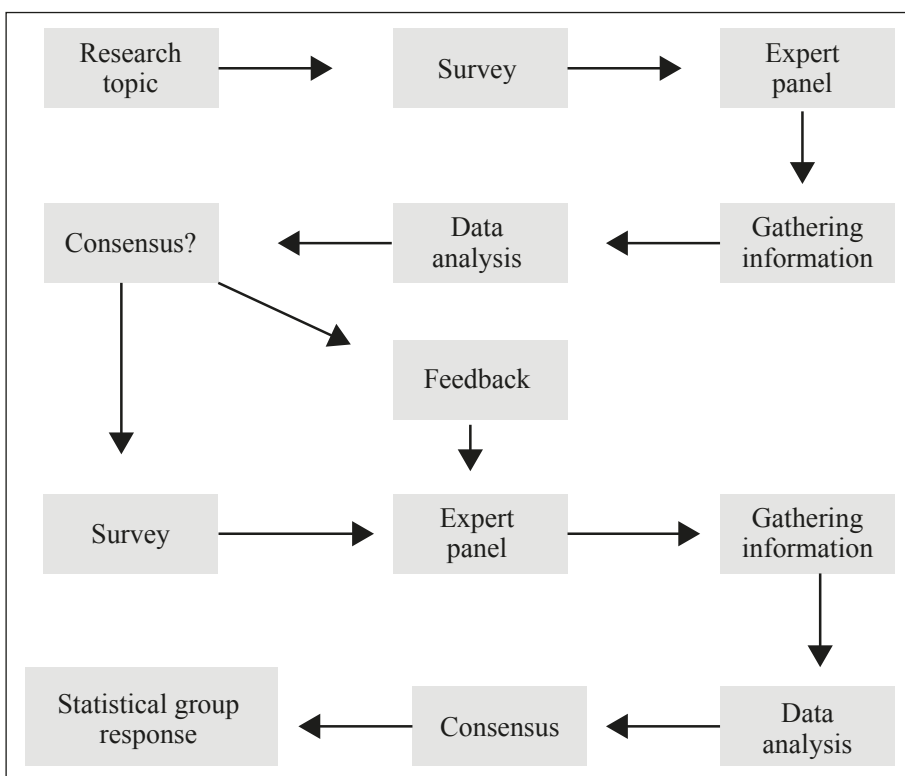 Research
topic
Survey
Expert
panel
Consensus?
Data
analysis
Gathering
information
Feedback
Survey
Expert
panel
Gathering
information
Statistical group
response
Consensus
Data
analysis